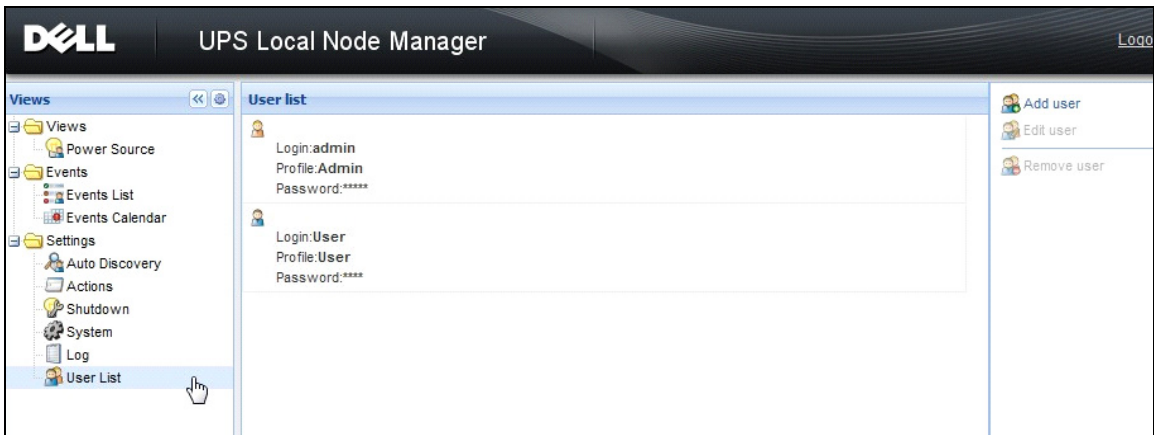 DELL
UPS Local Node Manager
Logo
Views
Views
Power Source
Events
Events List
Events Calendar
Settings
Auto Discovery
Actions
Shutdown
System
Log
User List
User list
Login:admin
Profile:Admin
Password:*****
Login:User
Profile:User
Password:****
Add user
Edit user
Remove user